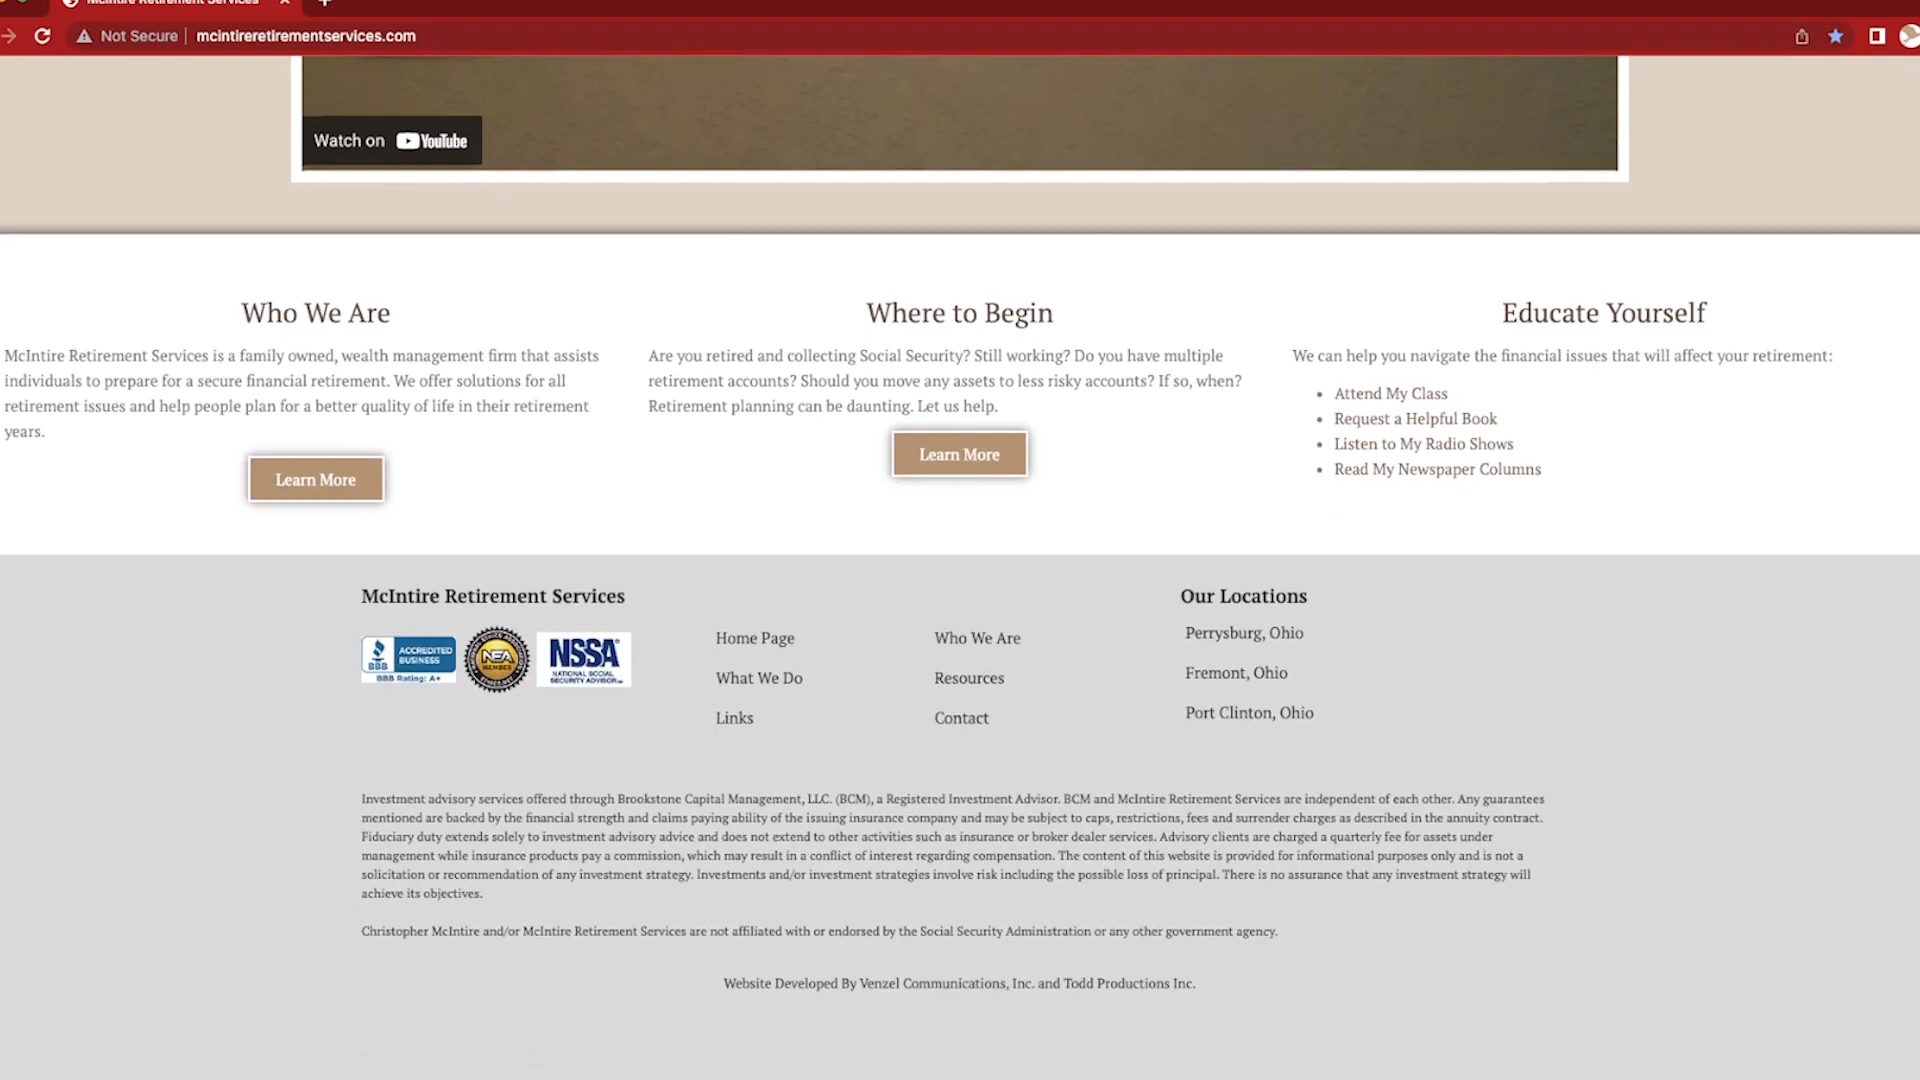 McIntire Retirement Services
Not Secure
mcintireretirementservices.com
Watch on YouTube
Who We Are
McIntire Retirement Services is a family owned, wealth management firm that assists
individuals to prepare for a secure financial retirement. We offer solutions for all
retirement issues and help people plan for a better quality of life in their retirement
years.
Learn More
Where to Begin
Are you retired and collecting Social Security? Still working? Do you have multiple
retirement accounts? Should you move any assets to less risky accounts? If so, when?
Retirement planning can be daunting. Let us help.
Learn More
Educate Yourself
We can help you navigate the financial issues that will affect your retirement:
Attend My Class
Request a Helpful Book
Listen to My Radio Shows
Read My Newspaper Columns
McIntire Retirement Services
BBB
ACCREDITED
BUSINESS
BBB Rating: A+
NEA
MEMBER
NSSA
NATIONAL SOCIAL
SECURITY ADVISOR
Home Page
What We Do
Links
Who We Are
Resources
Contact
Our Locations
Perrysburg, Ohio
Fremont, Ohio
Port Clinton, Ohio
Investment advisory services offered through Brookstone Capital Management, LLC. (BCM), a Registered Investment Advisor. BCM and McIntire Retirement Services are independent of each other. Any guarantees
mentioned are backed by the financial strength and claims paying ability of the issuing insurance company and may be subject to caps, restrictions, fees and surrender charges as described in the annuity contract.
Fiduciary duty extends solely to investment advisory advice and does not extend to other activities such as insurance or broker dealer services. Advisory clients are charged a quarterly fee for assets under
management while insurance products pay a commission, which may result in a conflict of interest regarding compensation. The content of this website is provided for informational purposes only and is not a
solicitation or recommendation of any investment strategy. Investments and/or investment strategies involve risk including the possible loss of principal. There is no assurance that any investment strategy will
achieve its objectives.
Christopher McIntire and/or McIntire Retirement Services are not affiliated with or endorsed by the Social Security Administration or any other government agency.
Website Developed By Venzel Communications, Inc. and Todd Productions Inc.